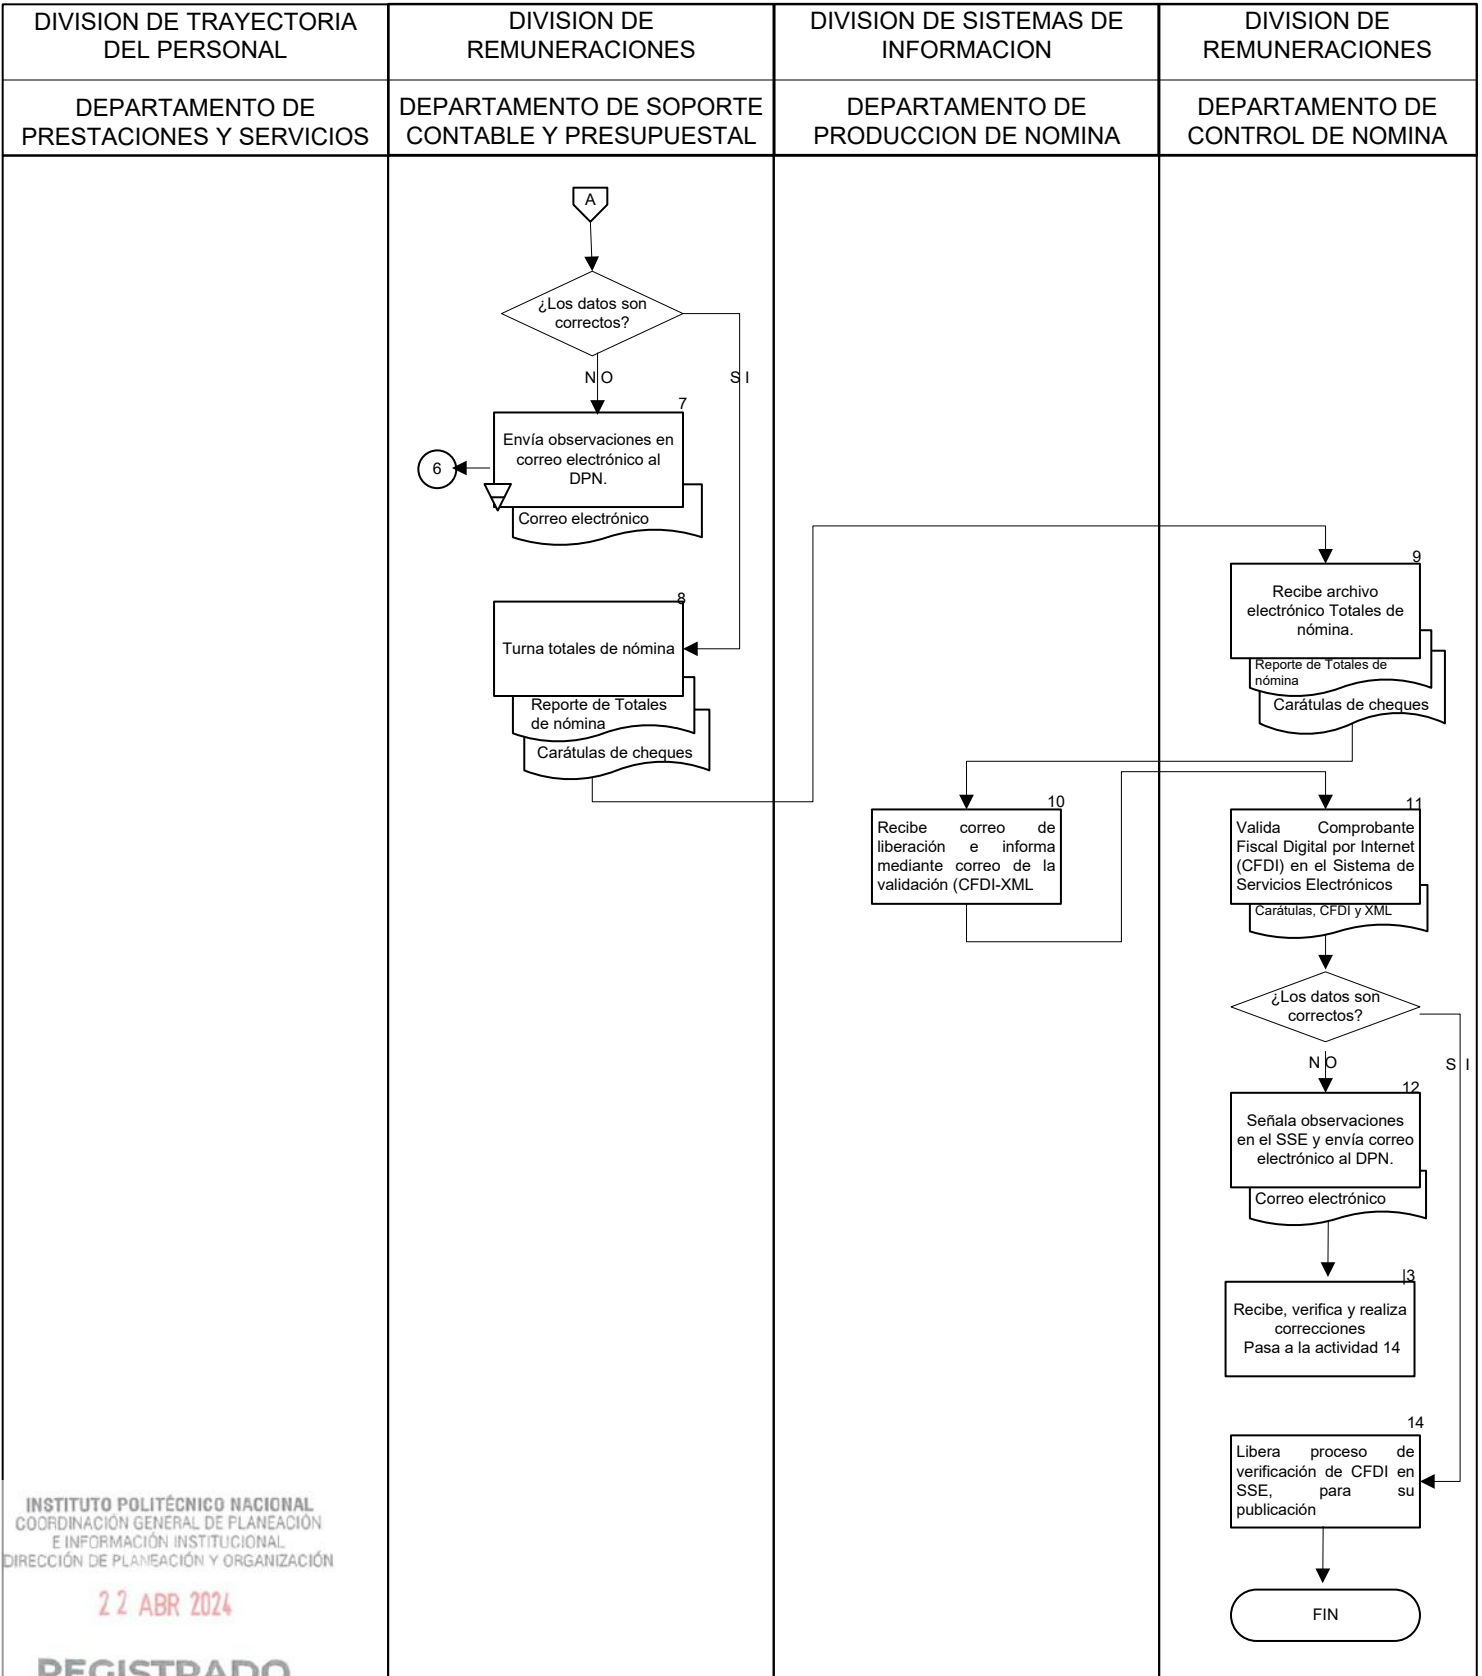 DIVISION DE TRAYECTORIA
DEL PERSONAL
DIVISION DE
REMUNERACIONES
DIVISION DE SISTEMAS DE
INFORMACION
DIVISION DE
REMUNERACIONES
DEPARTAMENTO DE
PRESTACIONES Y SERVICIOS
DEPARTAMENTO DE SOPORTE
CONTABLE Y PRESUPUESTAL
DEPARTAMENTO DE
PRODUCCION DE NOMINA
DEPARTAMENTO DE
CONTROL DE NOMINA
A
¿Los datos son
correctos?
N O
S I
7
Envía observaciones en
correo electrónico al
DPN.
6
Correo electrónico
8
Turna totales de nómina
Reporte de Totales
de nómina
Carátulas de cheques
9
Recibe archivo
electrónico Totales de
nómina.
Reporte de Totales de
nómina
Carátulas de cheques
10
Recibe correo de
liberación e informa
mediante correo de la
validación (CFDI-XML
11
Valida Comprobante
Fiscal Digital por Internet
(CFDI) en el Sistema de
Servicios Electrónicos
Carátulas, CFDI y XML
¿Los datos son
correctos?
N O
S I
12
Señala observaciones
en el SSE y envía correo
electrónico al DPN.
Correo electrónico
|3
Recibe, verifica y realiza
correcciones
Pasa a la actividad 14
14
Libera proceso de
verificación de CFDI en
SSE, para su
publicación
FIN
INSTITUTO POLITÉCNICO NACIONAL
COORDINACIÓN GENERAL DE PLANEACIÓN
E INFORMACIÓN INSTITUCIONAL
DIRECCIÓN DE PLANEACIÓN Y ORGANIZACIÓN
2 2 ABR 2024
REGISTRADO